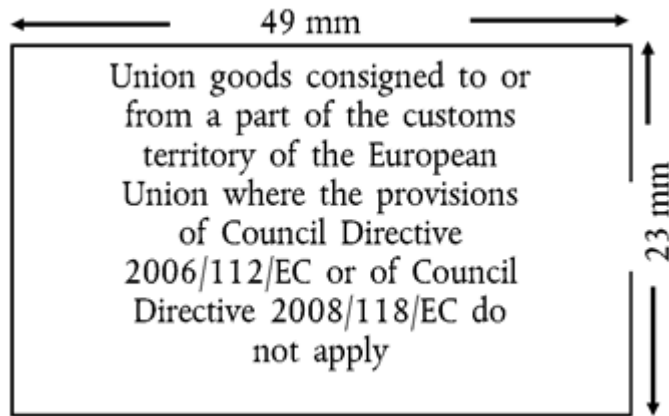 49 mm
Union goods consigned to or
from a part of the customs
territory of the European
Union where the provisions
of Council Directive
2006/112/EC or of Council
Directive 2008/118/EC do
not apply
23 mm